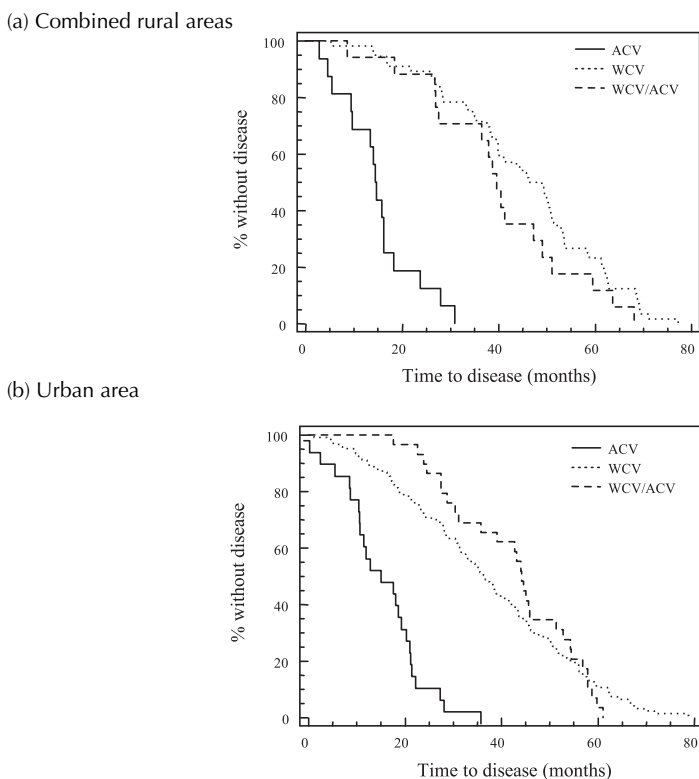 (a) Combined rural areas
100
80
60
40
20
0
% without disease
ACV
WCV
WCV/ACV
0 20 40 60 80
Time to disease (months)
(b) Urban area
100
80
60
40
20
0
% without disease
ACV
WCV
WCV/ACV
0 20 40 60 80
Time to disease (months)